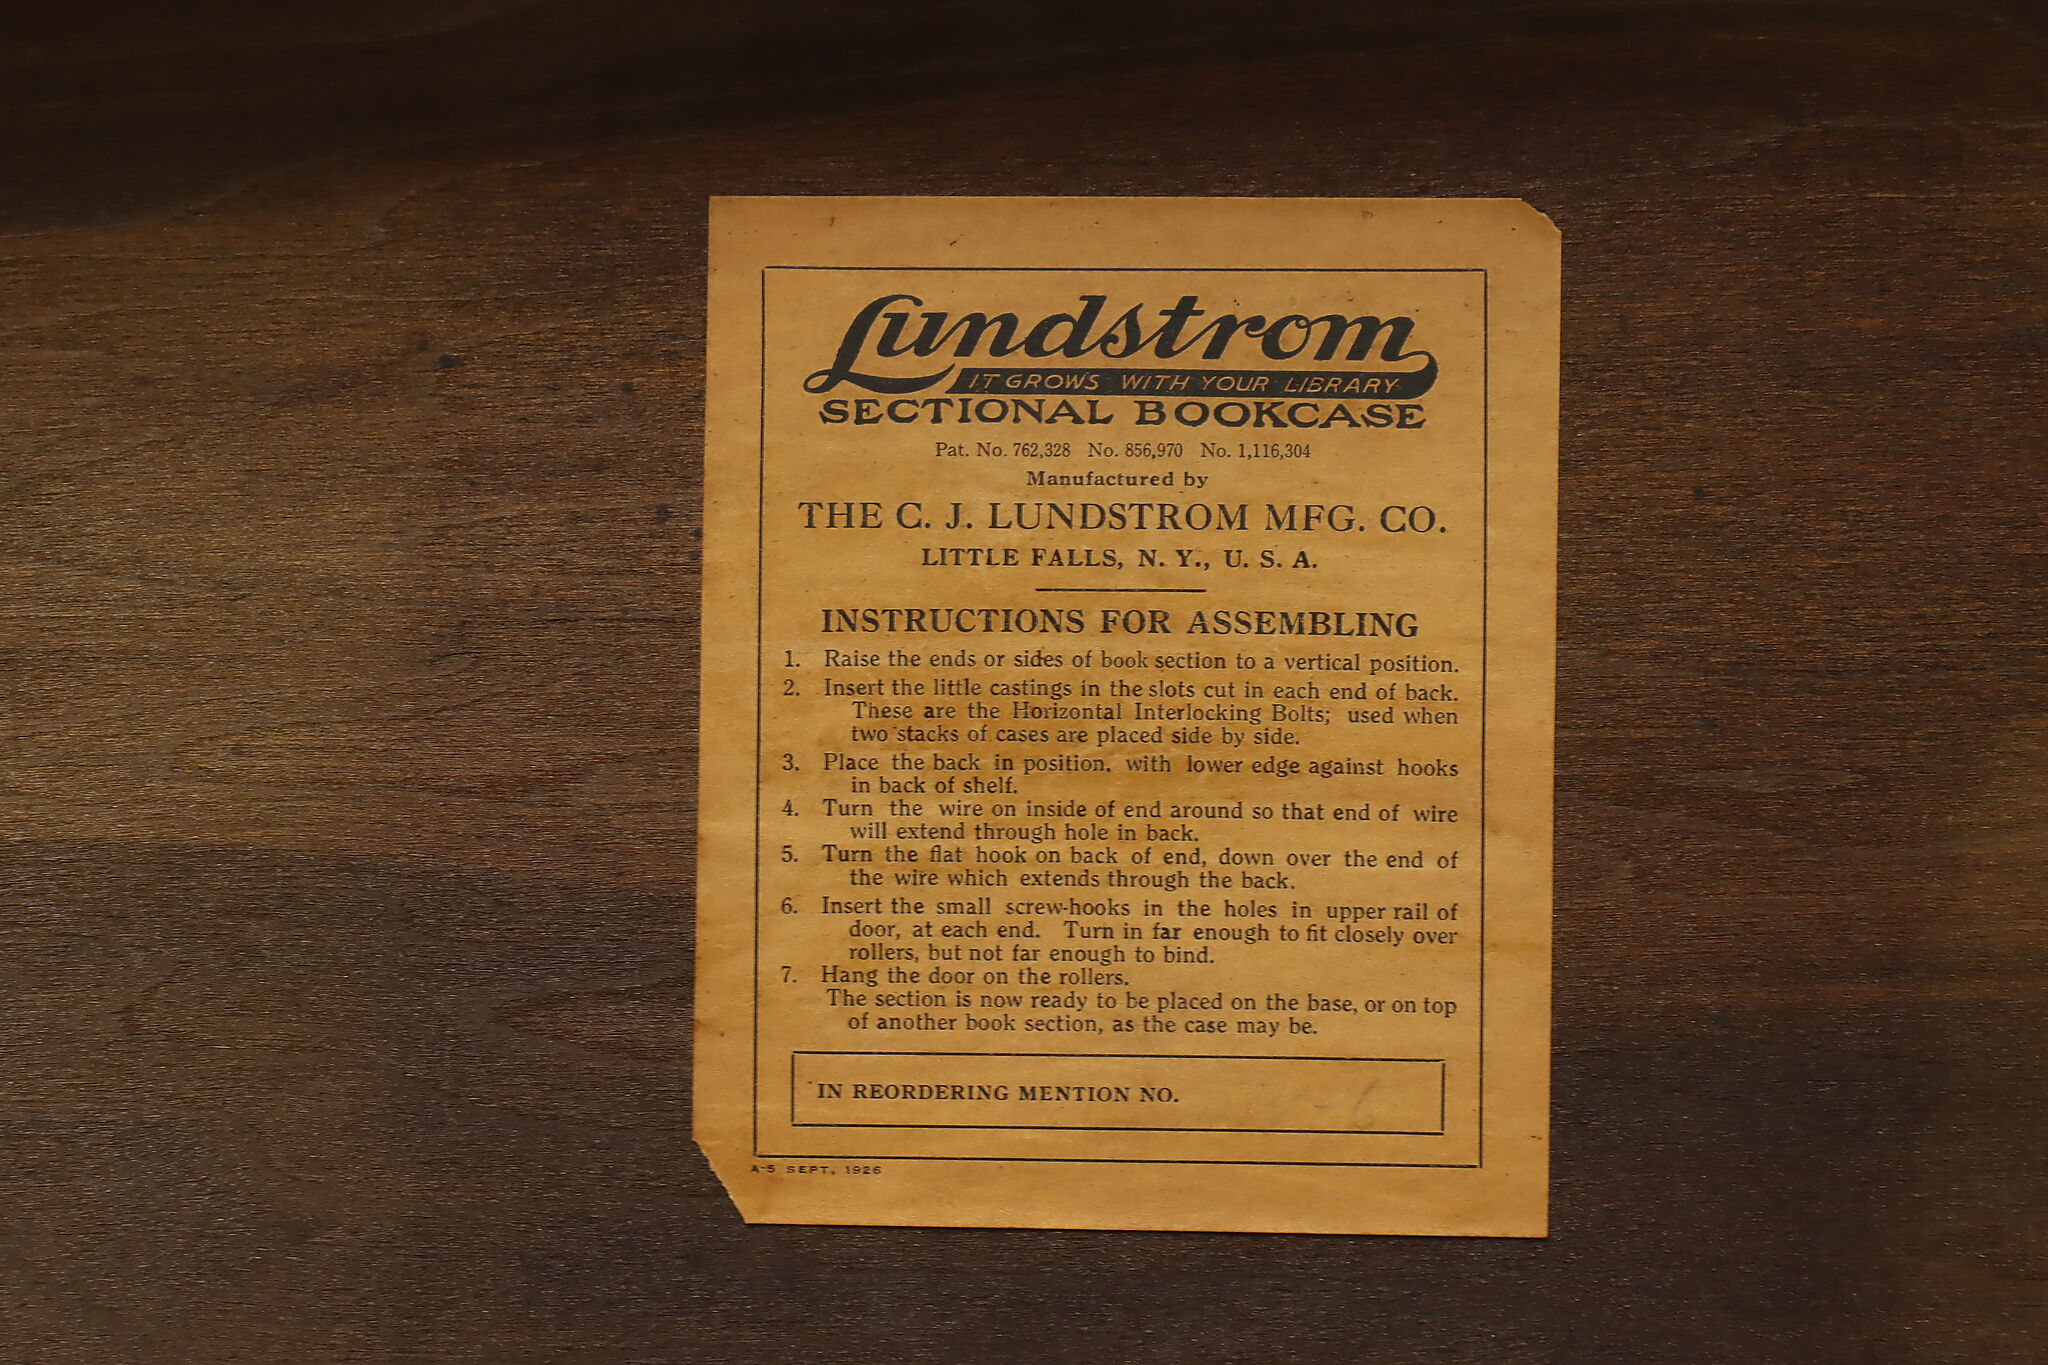 Lundstrom
IT GROWS WITH YOUR LIBRARY
SECTIONAL BOOKCASE
Pat. No. 762,328 No. 856,970 No. 1,116,304
Manufactured by
THE C. J. LUNDSTROM MFG. CO.
LITTLE FALLS, N. Y., U. S. A.
INSTRUCTIONS FOR ASSEMBLING
1. Raise the ends or sides of book section to a vertical position.
2. Insert the little castings in the slots cut in each end of back.
These are the Horizontal Interlocking Bolts; used when
two stacks of cases are placed side by side.
3. Place the back in position, with lower edge against hooks
in back of shelf.
4. Turn the wire on inside of end around so that end of wire
will extend through hole in back.
5. Turn the flat hook on back of end, down over the end of
the wire which extends through the back.
6. Insert the small screw-hooks in the holes in upper rail of
door, at each end. Turn in far enough to fit closely over
rollers, but not far enough to bind.
7. Hang the door on the rollers.
The section is now ready to be placed on the base, or on top
of another book section, as the case may be.
IN REORDERING MENTION NO.
A-5 SEPT, 1926